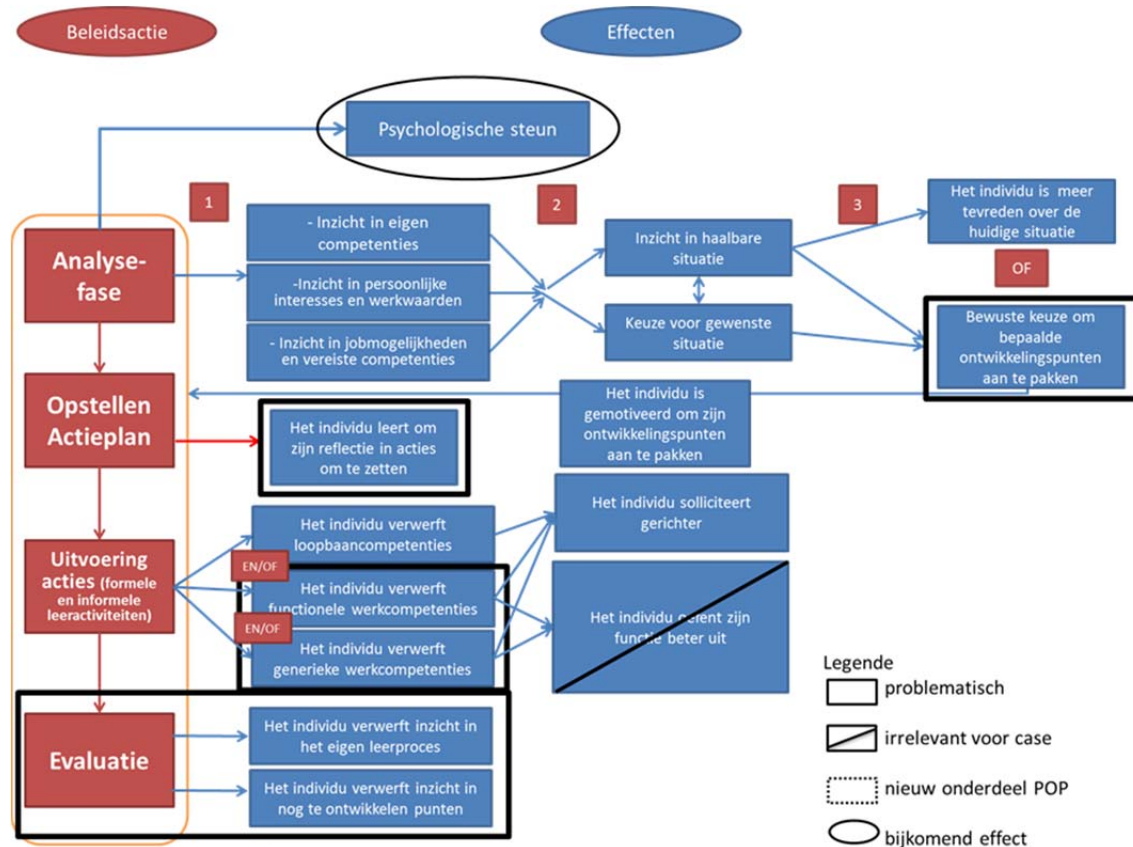 Beleidsactie
Effecten
Psychologische steun
1
2
3
Analyse-
fase
- Inzicht in eigen
competenties
-Inzicht in persoonlijke
interesses en werkwaarden
- Inzicht in jobmogelijkheden
en vereiste competenties
Inzicht in haalbare
situatie
Keuze voor gewenste
situatie
Het individu is meer
tevreden over de
huidige situatie
OF
Bewuste keuze om
bepaalde
ontwikkelingspunten
aan te pakken
Opstellen
Actieplan
Het individu leert om
zijn reflectie in acties
om te zetten
Het individu is
gemotiveerd om zijn
ontwikkelingspunten
aan te pakken
Uitvoering
acties (formele
en informele
leeractiviteiten)
Het individu verwerft
loopbaancompetenties
EN/OF
Het individu verwerft
functionele werkcompetenties
EN/OF
Het individu verwerft
generieke werkcompetenties
Het individu solliciteert
gerichter
Het individu oefent zijn
functie beter uit
Evaluatie
Het individu verwerft inzicht in
het eigen leerproces
Het individu verwerft inzicht in
nog te ontwikkelen punten
Legende
problematisch
irrelevant voor case
nieuw onderdeel POP
bijkomend effect